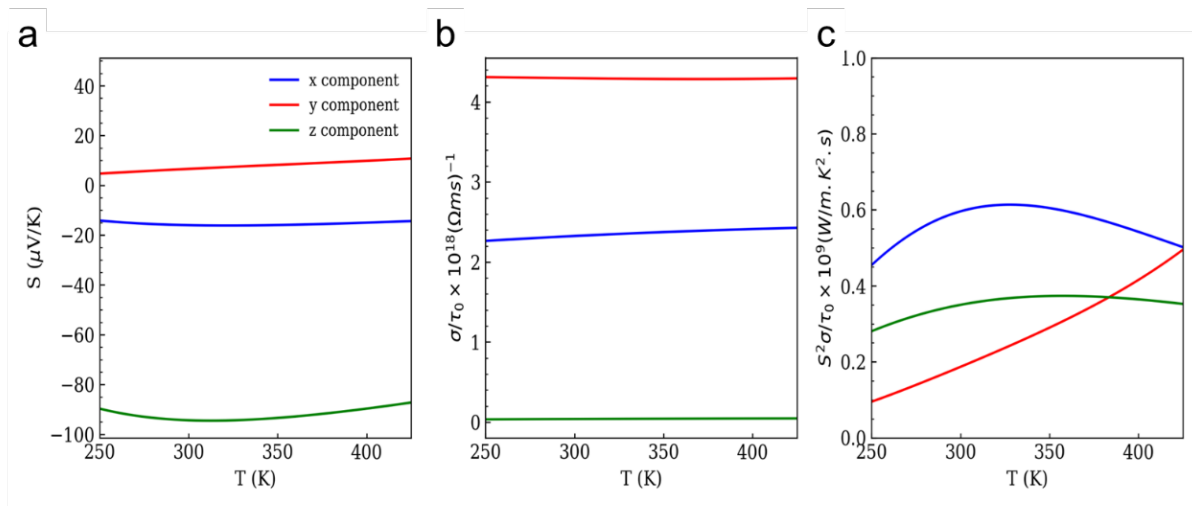 a
b
c
S (μV/K)
40
20
0
−20
−40
−60
−80
−100
x component
y component
z component
250
300
350
400
T (K)
σ/τ₀ × 10¹⁸(Ωms)⁻¹
4
3
2
1
0
250
300
350
400
T (K)
S²σ/τ₀ × 10⁹(W/m.K².s)
1.0
0.8
0.6
0.4
0.2
0.0
250
300
350
400
T (K)